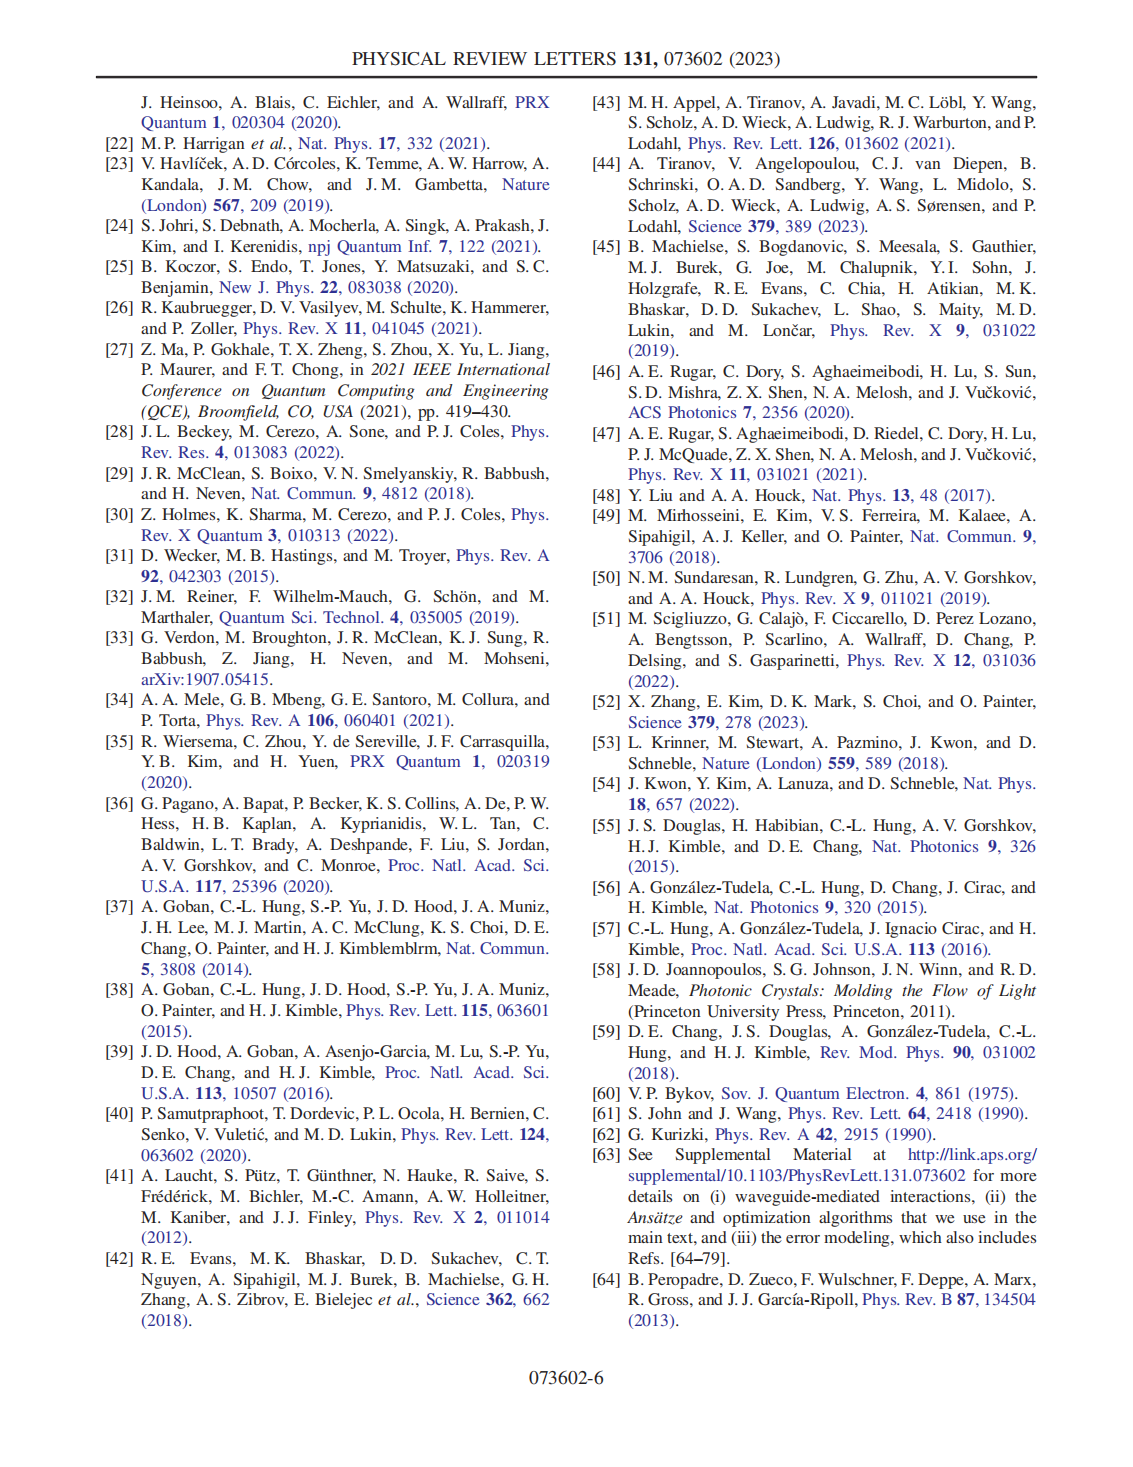 PHYSICAL REVIEW LETTERS 131, 073602 (2023)
J. Heinsoo, A. Blais, C. Eichler, and A. Wallraff, PRX
Quantum 1, 020304 (2020).
[22] M. P. Harrigan et al., Nat. Phys. 17, 332 (2021).
[23] V. Havlíček, A. D. Córcoles, K. Temme, A. W. Harrow, A.
Kandala, J. M. Chow, and J. M. Gambetta, Nature
(London) 567, 209 (2019).
[24] S. Johri, S. Debnath, A. Mocherla, A. Singk, A. Prakash, J.
Kim, and I. Kerenidis, npj Quantum Inf. 7, 122 (2021).
[25] B. Koczor, S. Endo, T. Jones, Y. Matsuzaki, and S. C.
Benjamin, New J. Phys. 22, 083038 (2020).
[26] R. Kaubruegger, D. V. Vasilyev, M. Schulte, K. Hammerer,
and P. Zoller, Phys. Rev. X 11, 041045 (2021).
[27] Z. Ma, P. Gokhale, T. X. Zheng, S. Zhou, X. Yu, L. Jiang,
P. Maurer, and F. T. Chong, in 2021 IEEE International
Conference on Quantum Computing and Engineering
(QCE), Broomfield, CO, USA (2021), pp. 419–430.
[28] J. L. Beckey, M. Cerezo, A. Sone, and P. J. Coles, Phys.
Rev. Res. 4, 013083 (2022).
[29] J. R. McClean, S. Boixo, V. N. Smelyanskiy, R. Babbush,
and H. Neven, Nat. Commun. 9, 4812 (2018).
[30] Z. Holmes, K. Sharma, M. Cerezo, and P. J. Coles, Phys.
Rev. X Quantum 3, 010313 (2022).
[31] D. Wecker, M. B. Hastings, and M. Troyer, Phys. Rev. A
92, 042303 (2015).
[32] J. M. Reiner, F. Wilhelm-Mauch, G. Schön, and M.
Marthaler, Quantum Sci. Technol. 4, 035005 (2019).
[33] G. Verdon, M. Broughton, J. R. McClean, K. J. Sung, R.
Babbush, Z. Jiang, H. Neven, and M. Mohseni,
arXiv:1907.05415.
[34] A. A. Mele, G. B. Mbeng, G. E. Santoro, M. Collura, and
P. Torta, Phys. Rev. A 106, 060401 (2021).
[35] R. Wiersema, C. Zhou, Y. de Sereville, J. F. Carrasquilla,
Y. B. Kim, and H. Yuen, PRX Quantum 1, 020319
(2020).
[36] G. Pagano, A. Bapat, P. Becker, K. S. Collins, A. De, P. W.
Hess, H. B. Kaplan, A. Kyprianidis, W. L. Tan, C.
Baldwin, L. T. Brady, A. Deshpande, F. Liu, S. Jordan,
A. V. Gorshkov, and C. Monroe, Proc. Natl. Acad. Sci.
U.S.A. 117, 25396 (2020).
[37] A. Goban, C.-L. Hung, S.-P. Yu, J. D. Hood, J. A. Muniz,
J. H. Lee, M. J. Martin, A. C. McClung, K. S. Choi, D. E.
Chang, O. Painter, and H. J. Kimblemblrm, Nat. Commun.
5, 3808 (2014).
[38] A. Goban, C.-L. Hung, J. D. Hood, S.-P. Yu, J. A. Muniz,
O. Painter, and H. J. Kimble, Phys. Rev. Lett. 115, 063601
(2015).
[39] J. D. Hood, A. Goban, A. Asenjo-Garcia, M. Lu, S.-P. Yu,
D. E. Chang, and H. J. Kimble, Proc. Natl. Acad. Sci.
U.S.A. 113, 10507 (2016).
[40] P. Samutpraphoot, T. Dordevic, P. L. Ocola, H. Bernien, C.
Senko, V. Vuletić, and M. D. Lukin, Phys. Rev. Lett. 124,
063602 (2020).
[41] A. Laucht, S. Pütz, T. Günthner, N. Hauke, R. Saive, S.
Frédérick, M. Bichler, M.-C. Amann, A. W. Holleitner,
M. Kaniber, and J. J. Finley, Phys. Rev. X 2, 011014
(2012).
[42] R. E. Evans, M. K. Bhaskar, D. D. Sukachev, C. T.
Nguyen, A. Sipahigil, M. J. Burek, B. Machielse, G. H.
Zhang, A. S. Zibrov, E. Bielejec et al., Science 362, 662
(2018).
[43] M. H. Appel, A. Tiranov, A. Javadi, M. C. Löbl, Y. Wang,
S. Scholz, A. D. Wieck, A. Ludwig, R. J. Warburton, and P.
Lodahl, Phys. Rev. Lett. 126, 013602 (2021).
[44] A. Tiranov, V. Angelopoulou, C. J. van Diepen, B.
Schrinski, O. A. D. Sandberg, Y. Wang, L. Midolo, S.
Scholz, A. D. Wieck, A. Ludwig, A. S. Sørensen, and P.
Lodahl, Science 379, 389 (2023).
[45] B. Machielse, S. Bogdanovic, S. Meesala, S. Gauthier,
M. J. Burek, G. Joe, M. Chalupnik, Y. I. Sohn, J.
Holzgrafe, R. E. Evans, C. Chia, H. Atikian, M. K.
Bhaskar, D. D. Sukachev, L. Shao, S. Maity, M. D.
Lukin, and M. Lončar, Phys. Rev. X 9, 031022
(2019).
[46] A. E. Rugar, C. Dory, S. Aghaeimeibodi, H. Lu, S. Sun,
S. D. Mishra, Z. X. Shen, N. A. Melosh, and J. Vučković,
ACS Photonics 7, 2356 (2020).
[47] A. E. Rugar, S. Aghaeimeibodi, D. Riedel, C. Dory, H. Lu,
P. J. McQuade, Z. X. Shen, N. A. Melosh, and J. Vučković,
Phys. Rev. X 11, 031021 (2021).
[48] Y. Liu and A. A. Houck, Nat. Phys. 13, 48 (2017).
[49] M. Mirhosseini, E. Kim, V. S. Ferreira, M. Kalaee, A.
Sipahigil, A. J. Keller, and O. Painter, Nat. Commun. 9,
3706 (2018).
[50] N. M. Sundaresan, R. Lundgren, G. Zhu, A. V. Gorshkov,
and A. A. Houck, Phys. Rev. X 9, 011021 (2019).
[51] M. Scigliuzzo, G. Calajò, F. Ciccarello, D. Perez Lozano,
A. Bengtsson, P. Scarlino, A. Wallraff, D. Chang, P.
Delsing, and S. Gasparinetti, Phys. Rev. X 12, 031036
(2022).
[52] X. Zhang, E. Kim, D. K. Mark, S. Choi, and O. Painter,
Science 379, 278 (2023).
[53] L. Krinner, M. Stewart, A. Pazmino, J. Kwon, and D.
Schneble, Nature (London) 559, 589 (2018).
[54] J. Kwon, Y. Kim, A. Lanuza, and D. Schneble, Nat. Phys.
18, 657 (2022).
[55] J. S. Douglas, H. Habibian, C.-L. Hung, A. V. Gorshkov,
H. J. Kimble, and D. E. Chang, Nat. Photonics 9, 326
(2015).
[56] A. González-Tudela, C.-L. Hung, D. Chang, J. Cirac, and
H. Kimble, Nat. Photonics 9, 320 (2015).
[57] C.-L. Hung, A. González-Tudela, J. Ignacio Cirac, and H.
Kimble, Proc. Natl. Acad. Sci. U.S.A. 113 (2016).
[58] J. D. Joannopoulos, S. G. Johnson, J. N. Winn, and R. D.
Meade, Photonic Crystals: Molding the Flow of Light
(Princeton University Press, Princeton, 2011).
[59] D. E. Chang, J. S. Douglas, A. González-Tudela, C.-L.
Hung, and H. J. Kimble, Rev. Mod. Phys. 90, 031002
(2018).
[60] V. P. Bykov, Sov. J. Quantum Electron. 4, 861 (1975).
[61] S. John and J. Wang, Phys. Rev. Lett. 64, 2418 (1990).
[62] G. Kurizki, Phys. Rev. A 42, 2915 (1990).
[63] See Supplemental Material at http://link.aps.org/
supplemental/10.1103/PhysRevLett.131.073602 for more
details on (i) waveguide-mediated interactions, (ii) the
Ansätze and optimization algorithms that we use in the
main text, and (iii) the error modeling, which also includes
Refs. [64–79].
[64] B. Peropadre, D. Zueco, F. Wulschner, F. Deppe, A. Marx,
R. Gross, and J. J. García-Ripoll, Phys. Rev. B 87, 134504
(2013).
073602-6